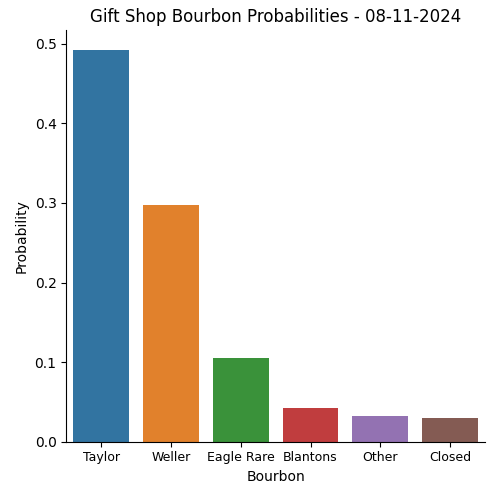 Gift Shop Bourbon Probabilities - 08-11-2024
Probability
0.5
0.4
0.3
0.2
0.1
0.0
Taylor Weller Eagle Rare Blantons Other Closed
Bourbon